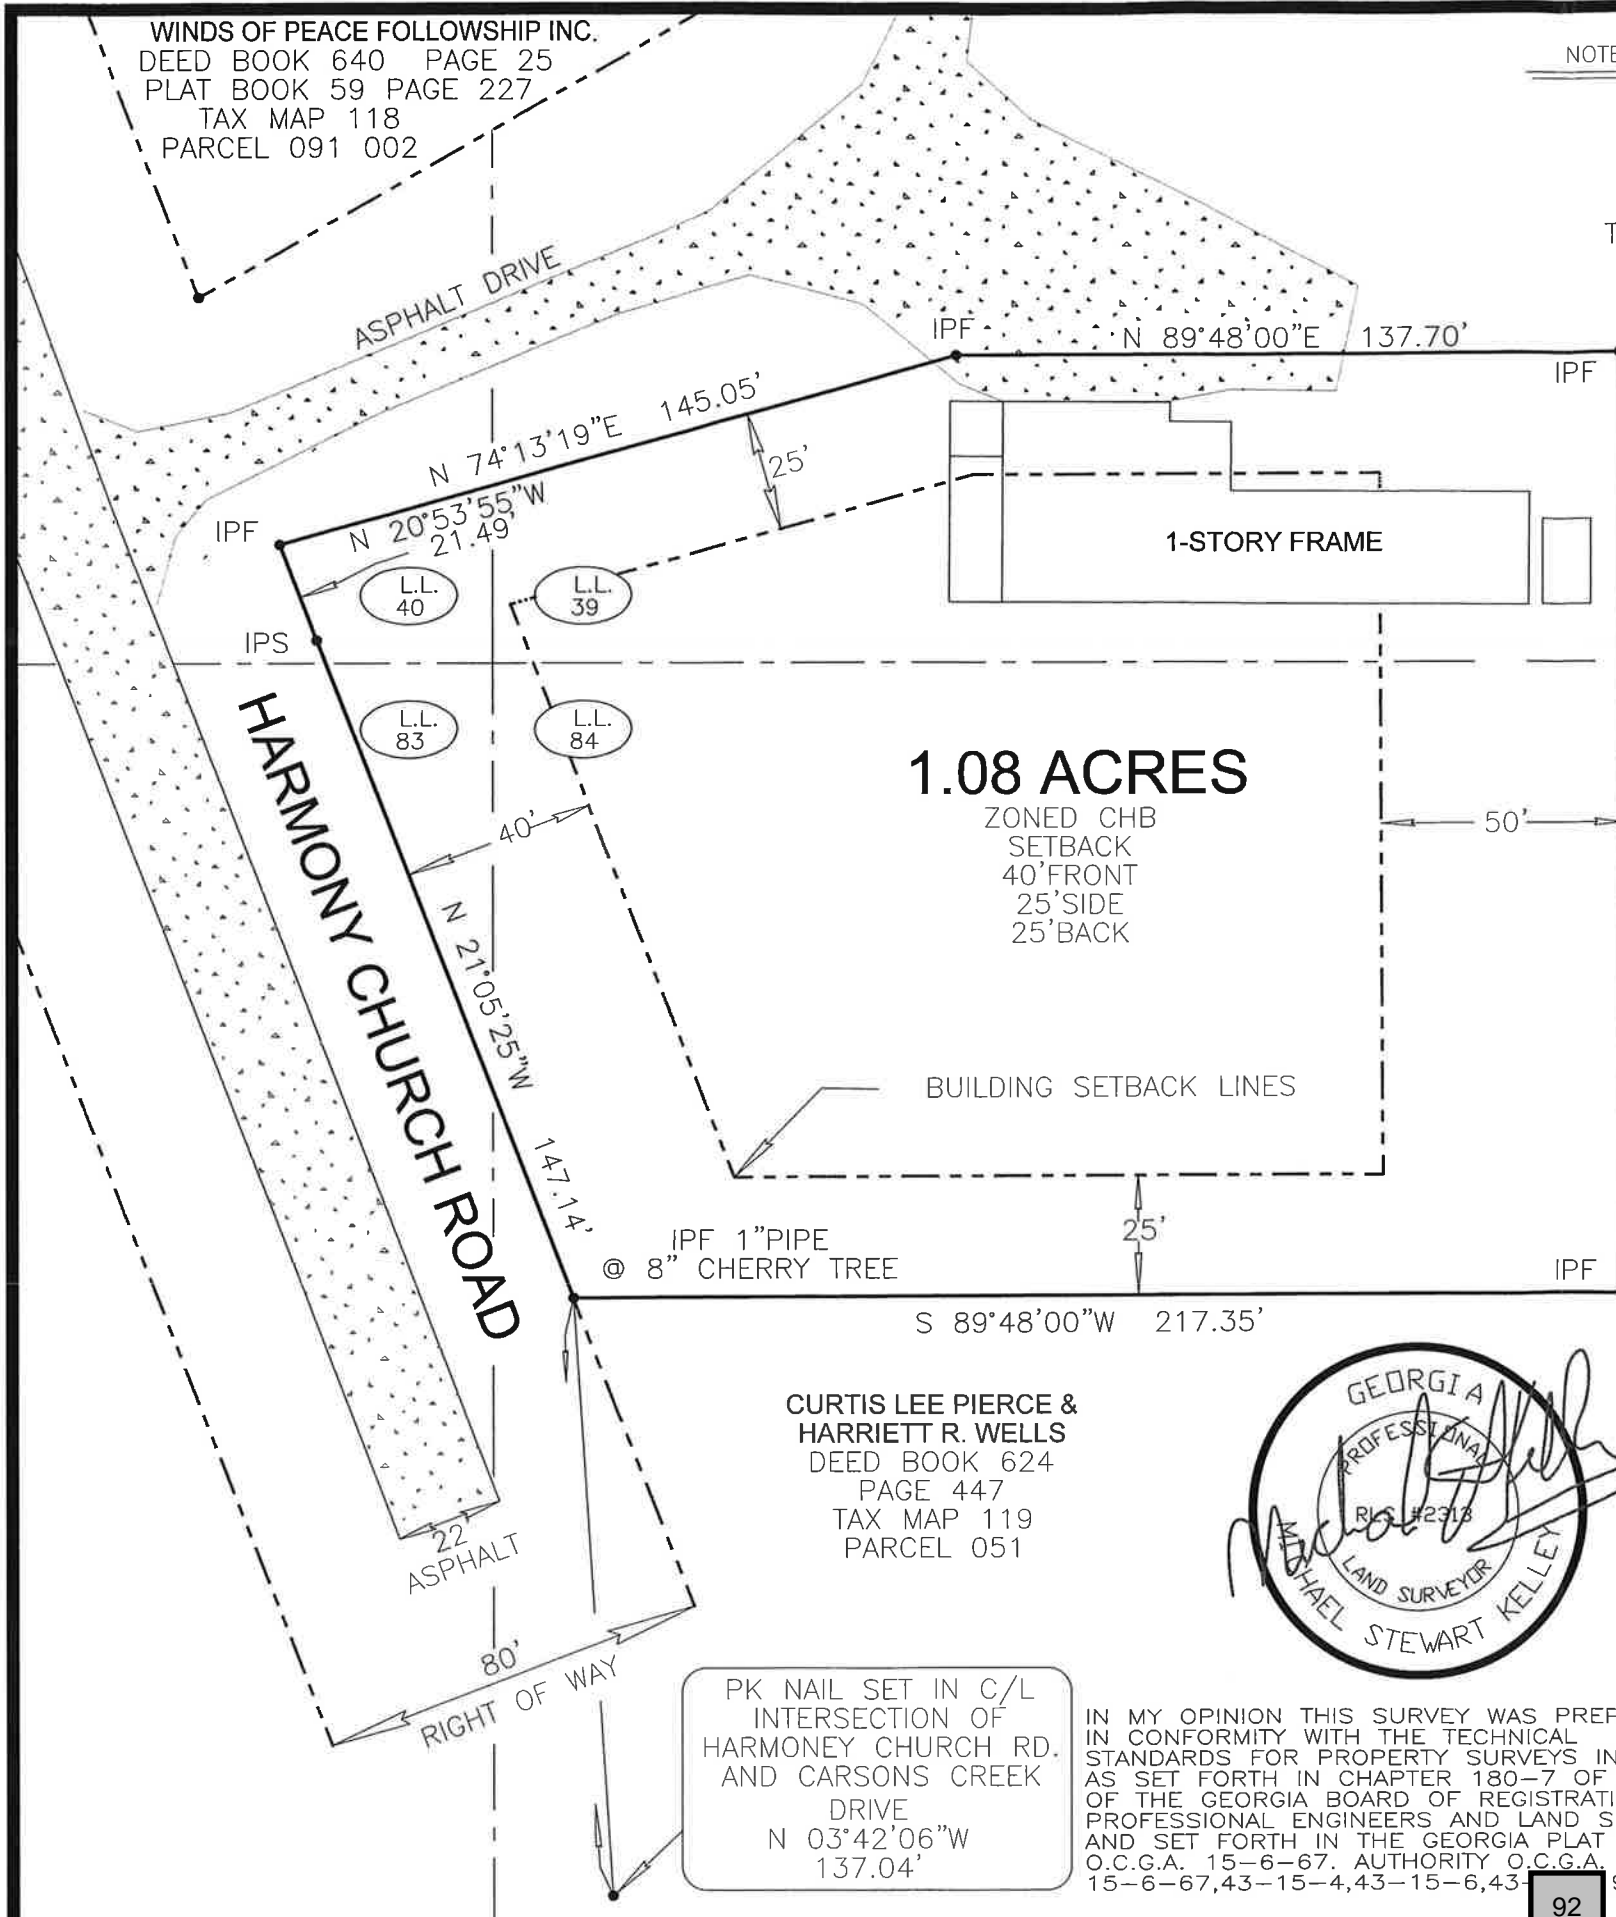 WINDS OF PEACE FOLLOWSHIP INC.
DEED BOOK 640 PAGE 25
PLAT BOOK 59 PAGE 227
TAX MAP 118
PARCEL 091 002
NOTE
T
ASPHALT DRIVE
IPF
N 89°48'00"E 137.70'
IPF
N 74°13'19"E 145.05'
25'
IPF
N 20°53'55"W
21.49'
1-STORY FRAME
L.L.
40
L.L.
39
IPS
L.L.
83
L.L.
84
HARMONY CHURCH ROAD
1.08 ACRES
ZONED CHB
SETBACK
40'FRONT
25'SIDE
25'BACK
40'
50'
N 21°05'25"W
147.14'
BUILDING SETBACK LINES
25'
IPF 1"PIPE
@ 8" CHERRY TREE
IPF
S 89°48'00"W 217.35'
CURTIS LEE PIERCE &
HARRIETT R. WELLS
DEED BOOK 624
PAGE 447
TAX MAP 119
PARCEL 051
GEORGIA
PROFESSIONAL
RLS #2313
LAND SURVEYOR
MICHAEL STEWART KELLEY
22'
ASPHALT
80'
RIGHT OF WAY
PK NAIL SET IN C/L
INTERSECTION OF
HARMONEY CHURCH RD.
AND CARSONS CREEK
DRIVE
N 03°42'06"W
137.04'
IN MY OPINION THIS SURVEY WAS PREP
IN CONFORMITY WITH THE TECHNICAL
STANDARDS FOR PROPERTY SURVEYS IN
AS SET FORTH IN CHAPTER 180-7 OF
OF THE GEORGIA BOARD OF REGISTRATI
PROFESSIONAL ENGINEERS AND LAND S
AND SET FORTH IN THE GEORGIA PLAT
O.C.G.A. 15-6-67. AUTHORITY O.C.G.A.
15-6-67,43-15-4,43-15-6,43-
92